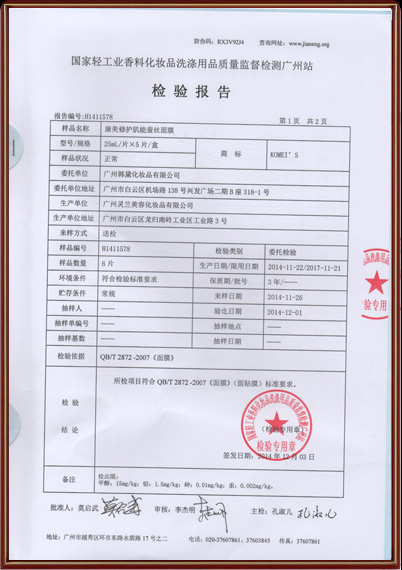 防伪码: RXJV92J4 查询网址: www.jianeng.org
国家轻工业香料化妆品洗涤用品质量监督检测广州站
检验报告
报告编号:H1411578 第 1 页 共 2 页
样品名称 康美修护肌能蚕丝面膜
型号/规格 25mL/片×5片/盒 商标 KOMEI'S
样品状况 正常
委托单位 广州韩黛化妆品有限公司
委托单位地址 广州市白云区机场路138号兴发广场二期B座318-1号
生产单位 广州灵兰美容化妆品有限公司
生产单位地址 广州市白云区龙归南岭工业区工业路3号
来样方式 送检
样品编号 H1411578 检验类别 委托检验
样品数量 6片 生产日期/限用日期 2014-11-22/2017-11-21
环境条件 符合检验标准要求 保质期/批号 3年/——
贮存条件 常规 来样日期 2014-11-26
抽样人 —— 验讫日期 2014-12-01
抽样单编号 —— 抽样地点 ——
抽样基数 —— 抽样日期 ——
检验依据 QB/T 2872-2007《面膜》
所检项目符合 QB/T 2872-2007《面膜》(面贴膜)标准要求。
检验结论
(检验专用章)
检验专用章
签发日期: 2014年12月03日
检验专用
备注 检出限:
甲醇: 15mg/kg; 铅: 1.5mg/kg; 砷: 0.01mg/kg; 汞: 0.002mg/kg。
批准人: 莫启武 审核: 李杰明 主检: 孔淑儿
地址: 广州市越秀区环市东路水荫路17号之二 电话: 020-37607861、37603845 传真: 37607861